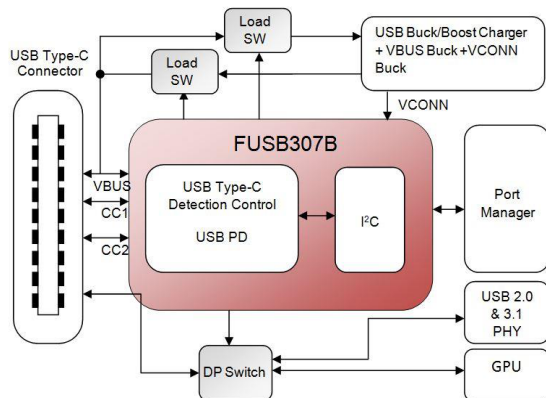 USB Type-C
Connector
Load
SW
Load
SW
USB Buck/Boost Charger
+ VBUS Buck +VCONN
Buck
VCONN
FUSB307B
VBUS
CC1
CC2
USB Type-C
Detection Control
USB PD
I²C
Port
Manager
USB 2.0
& 3.1
PHY
DP Switch
GPU